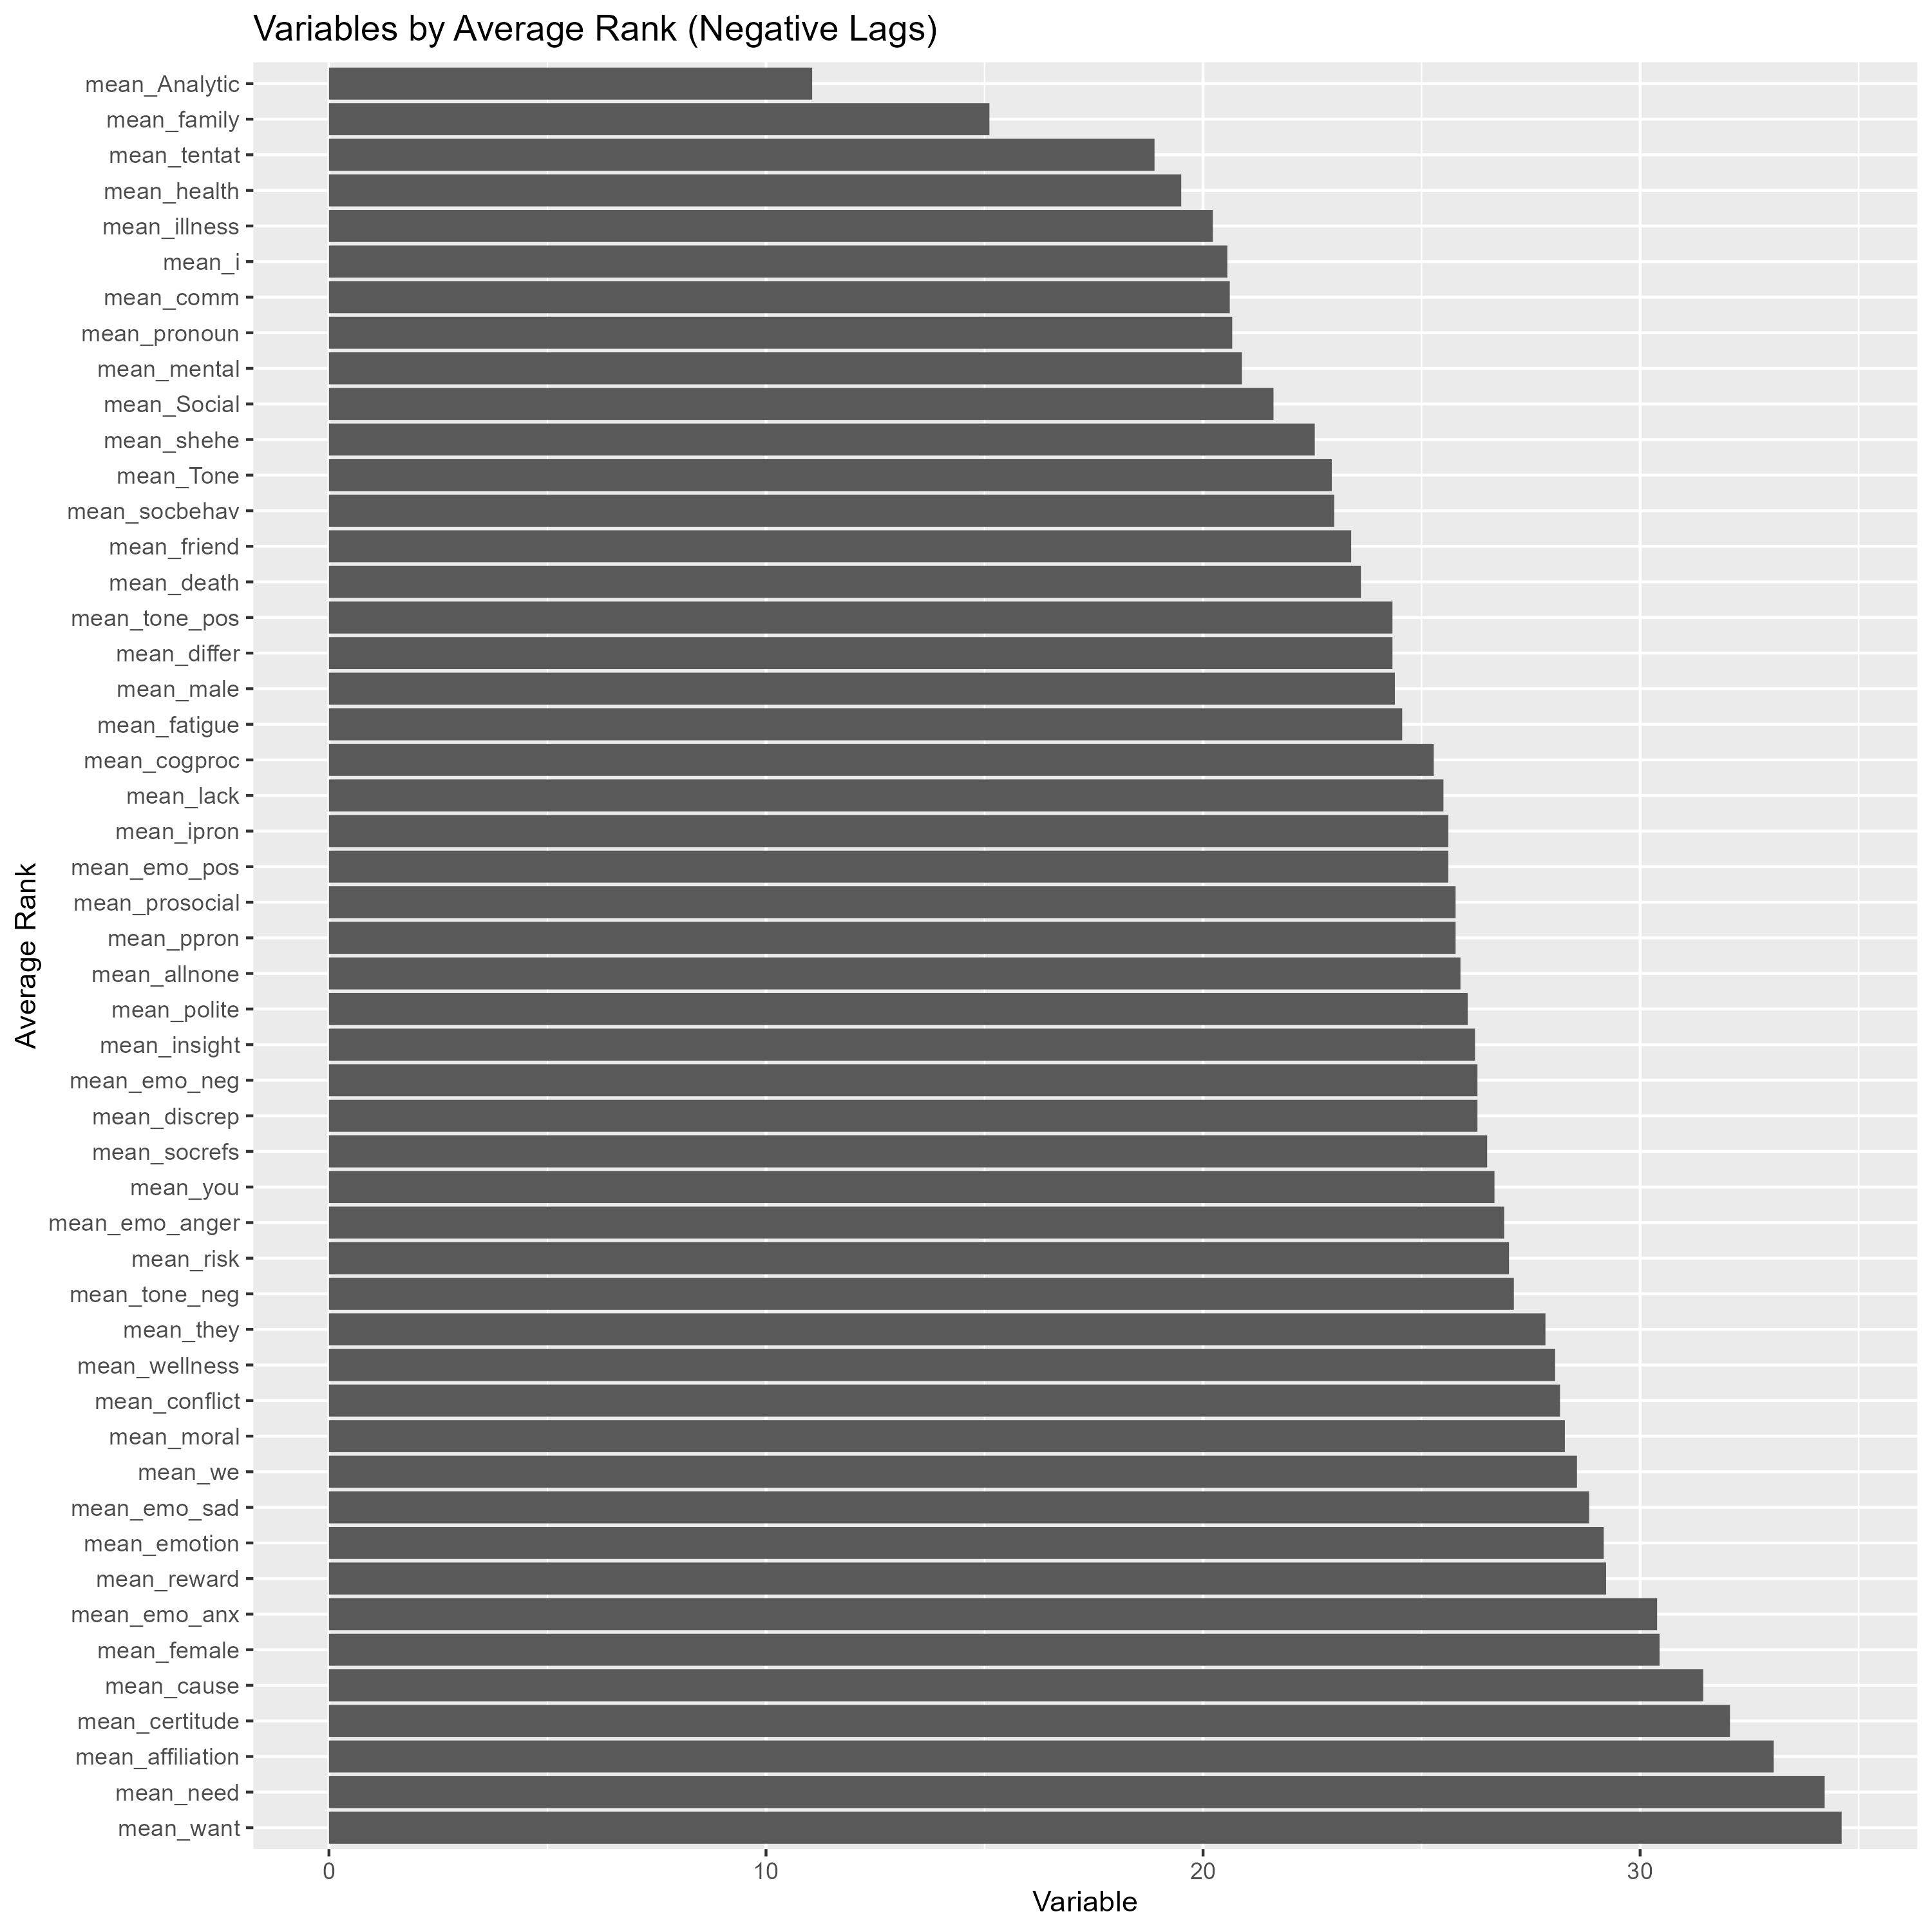 Variables by Average Rank (Negative Lags)
mean_Analytic
mean_family
mean_tentat
mean_health
mean_illness
mean_i
mean_comm
mean_pronoun
mean_mental
mean_Social
mean_shehe
mean_Tone
mean_socbehav
mean_friend
mean_death
mean_tone_pos
mean_differ
mean_male
mean_fatigue
mean_cogproc
mean_lack
mean_ipron
mean_emo_pos
mean_prosocial
mean_ppron
mean_allnone
mean_polite
mean_insight
mean_emo_neg
mean_discrep
mean_socrefs
mean_you
mean_emo_anger
mean_risk
mean_tone_neg
mean_they
mean_wellness
mean_conflict
mean_moral
mean_we
mean_emo_sad
mean_emotion
mean_reward
mean_emo_anx
mean_female
mean_cause
mean_certitude
mean_affiliation
mean_need
mean_want
Average Rank
0 10 20 30
Variable